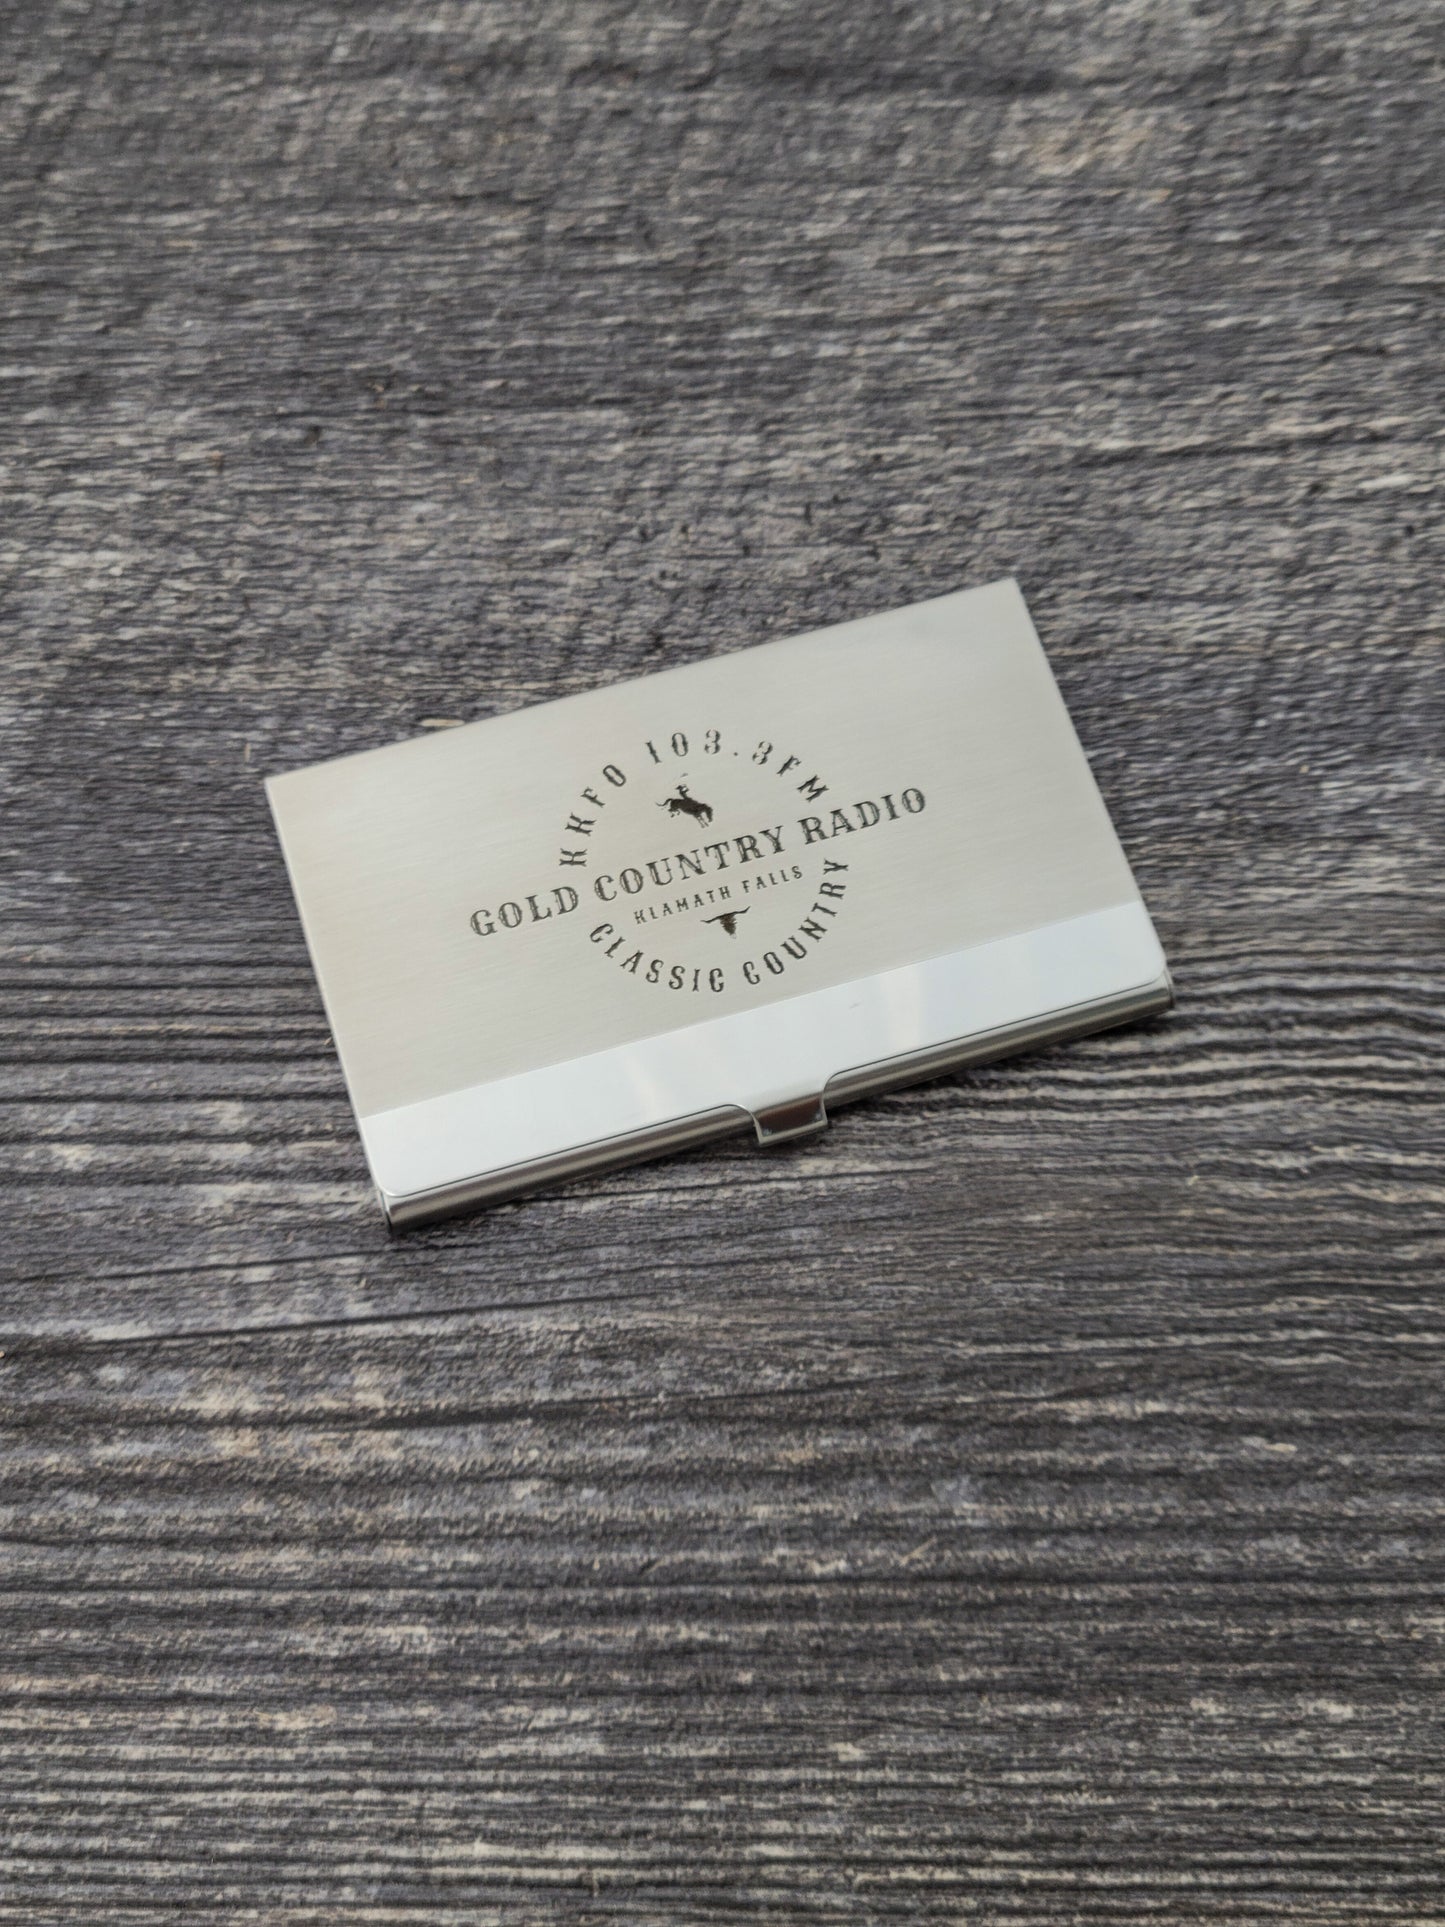 KKFO 103.3FM
GOLD COUNTRY RADIO
KLAMATH FALLS
CLASSIC COUNTRY